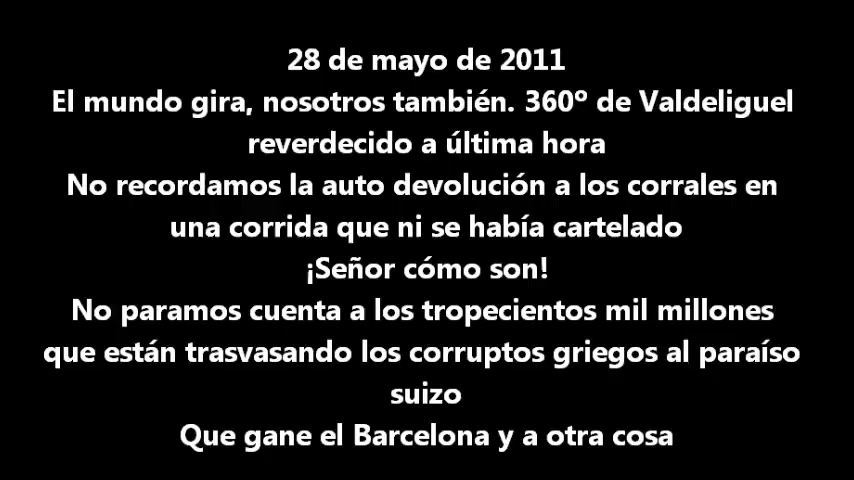 28 de mayo de 2011
El mundo gira, nosotros también. 360º de Valdeliguel
reverdecido a última hora
No recordamos la auto devolución a los corrales en
una corrida que ni se había cartelado
¡Señor cómo son!
No paramos cuenta a los tropecientos mil millones
que están trasvasando los corruptos griegos al paraíso
suizo
Que gane el Barcelona y a otra cosa